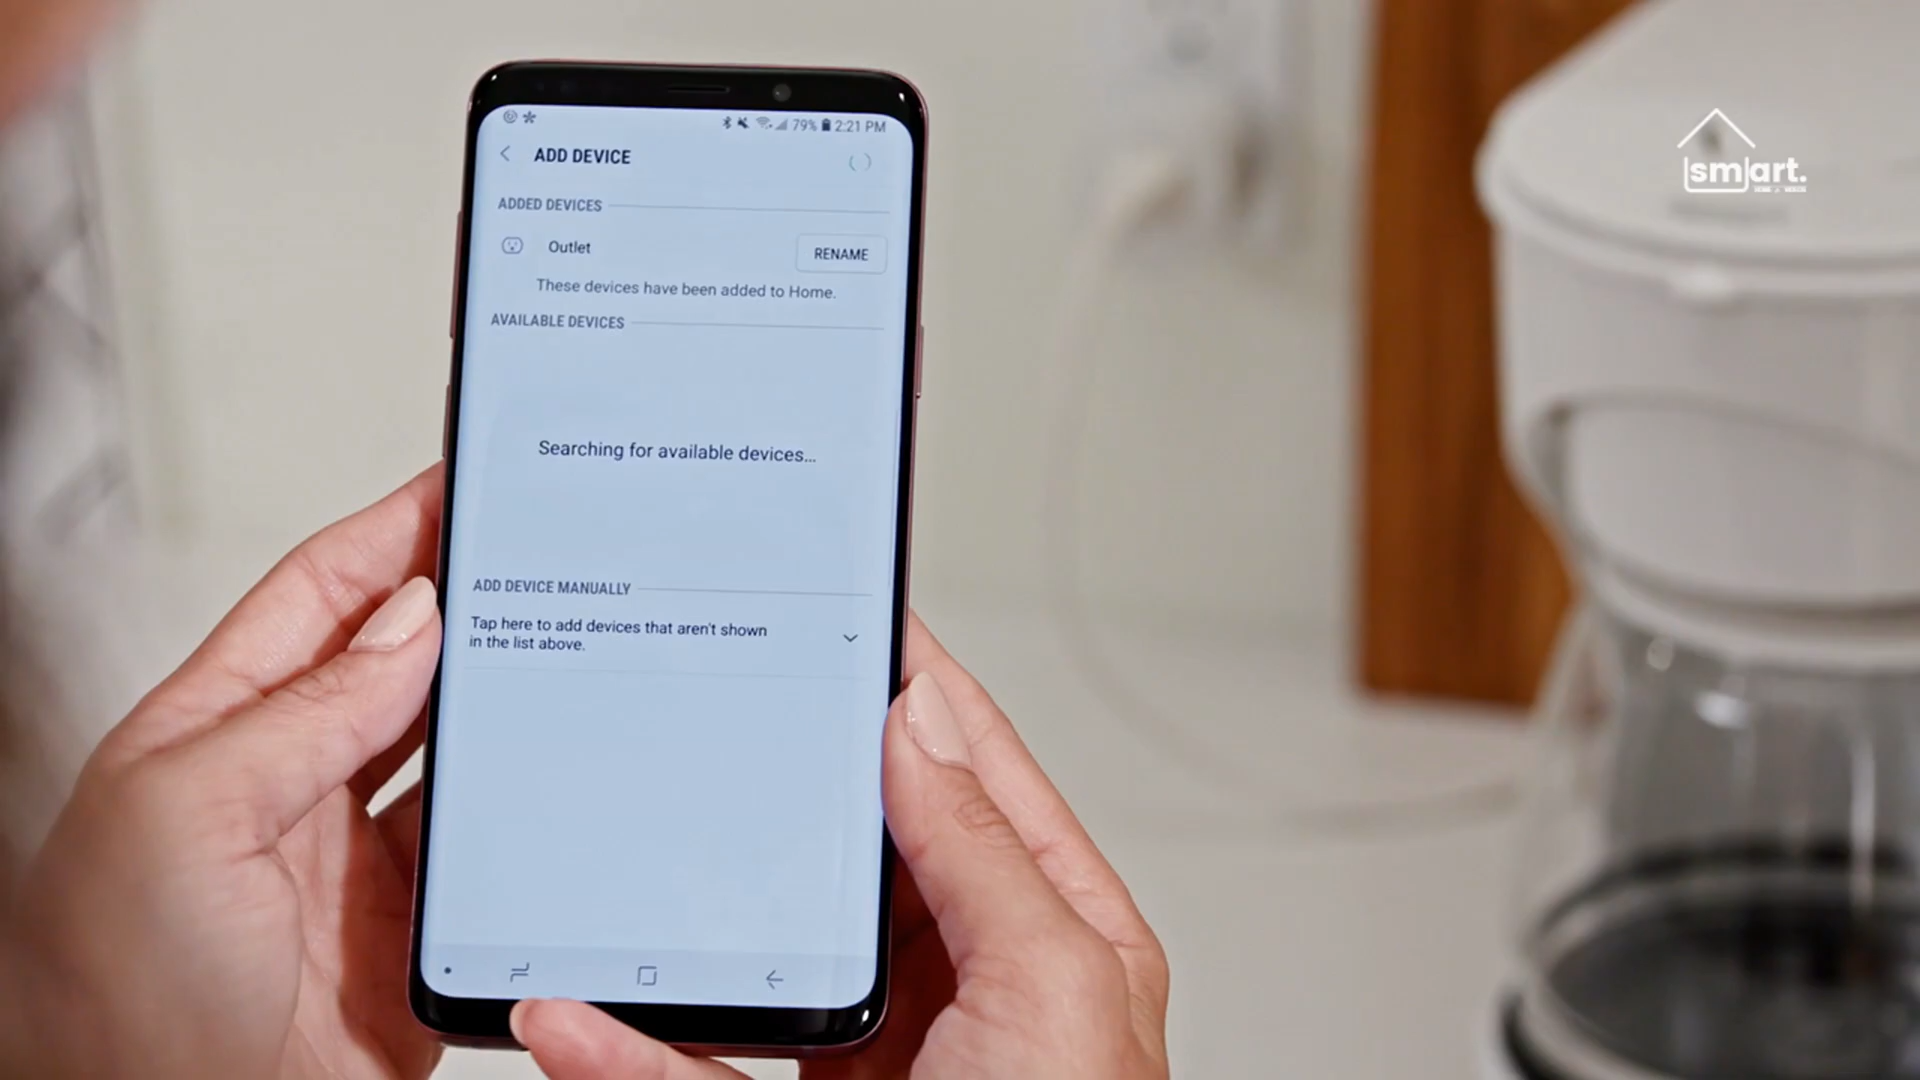 79% 2:21 PM
ADD DEVICE
ADDED DEVICES
Outlet
RENAME
These devices have been added to Home.
AVAILABLE DEVICES
Searching for available devices...
ADD DEVICE MANUALLY
Tap here to add devices that aren't shown
in the list above.
smart.